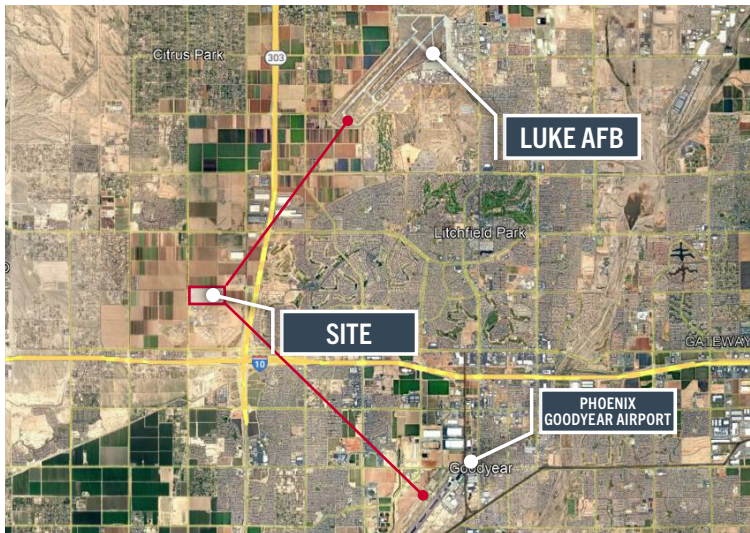 Citrus Park
303
LUKE AFB
Litchfield Park
SITE
GATEWAY
10
PHOENIX
GOODYEAR AIRPORT
Goodyear